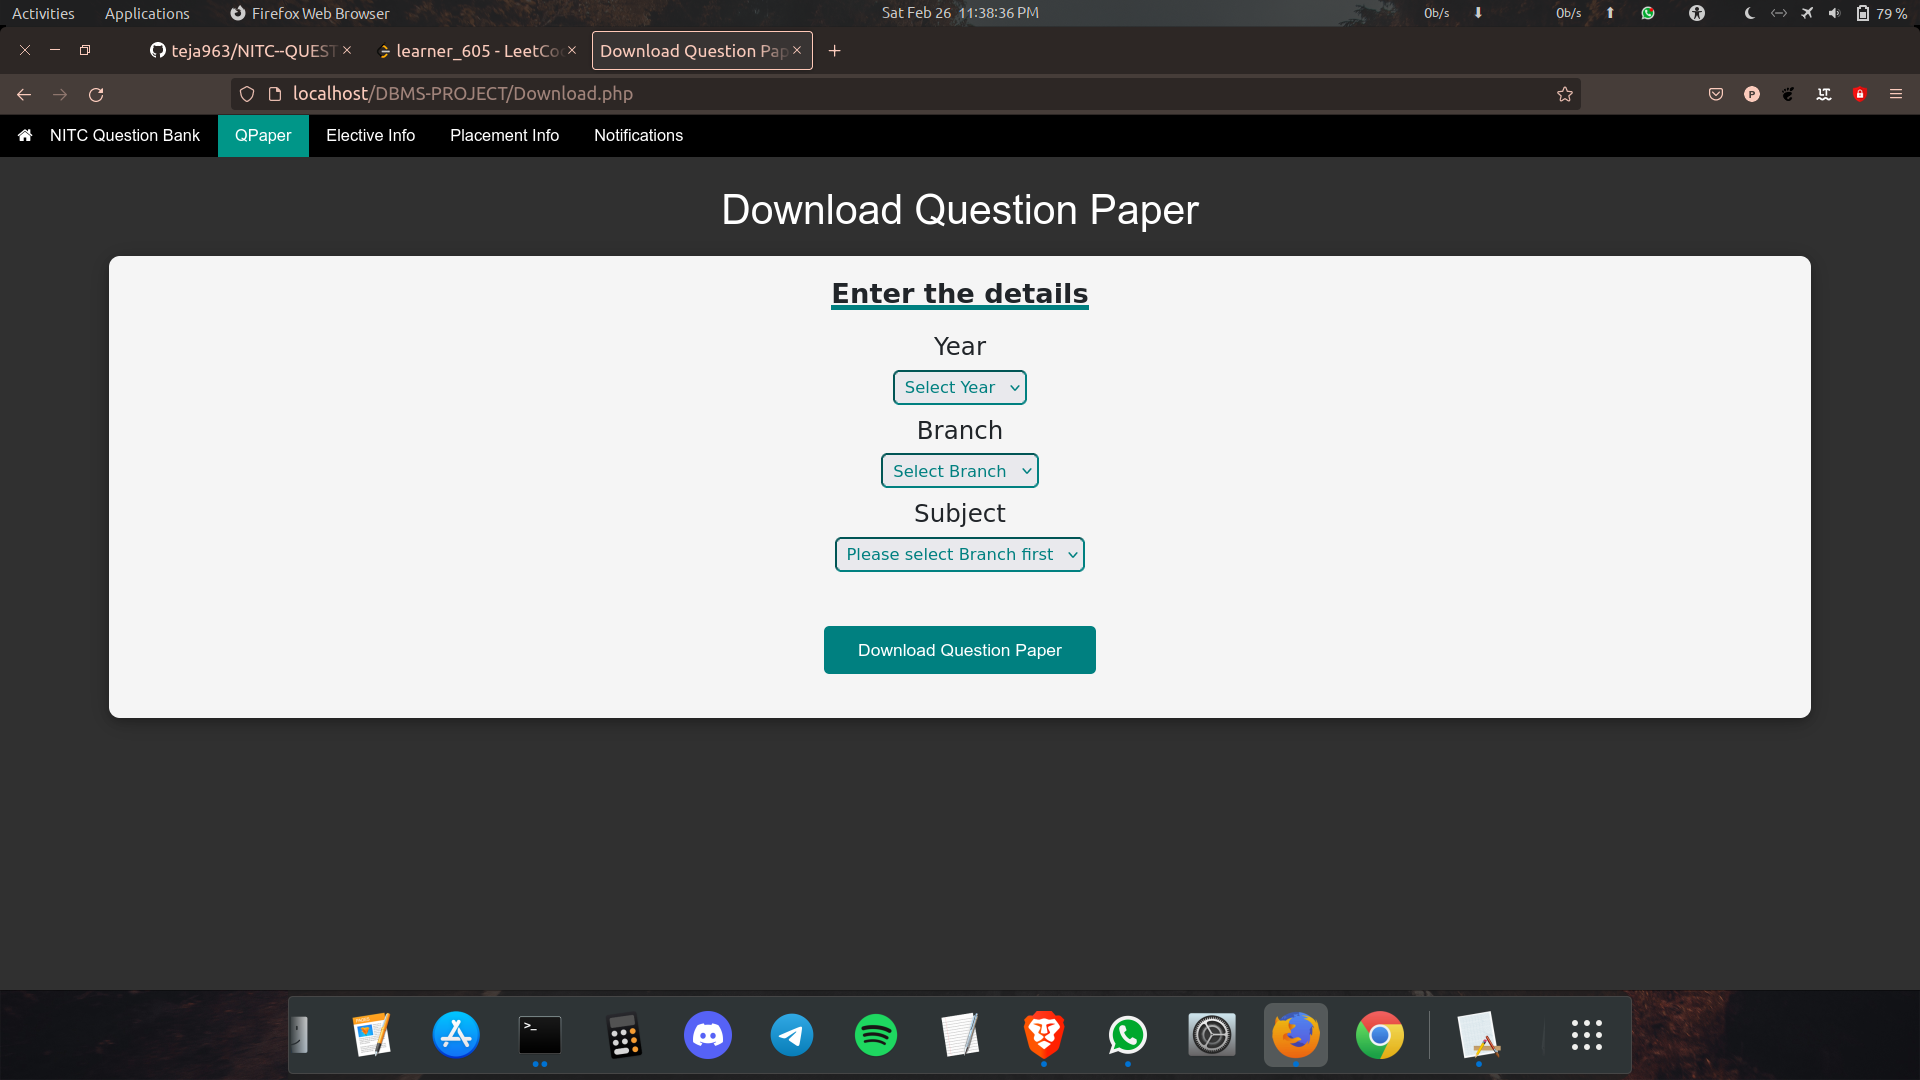 Activities Applications Firefox Web Browser Sat Feb 26 11:38:36 PM 0b/s 0b/s 79 %
teja963/NITC--QUEST learner_605 - LeetCo Download Question Pap
localhost/DBMS-PROJECT/Download.php
NITC Question Bank QPaper Elective Info Placement Info Notifications
Download Question Paper
Enter the details
Year
Select Year
Branch
Select Branch
Subject
Please select Branch first
Download Question Paper